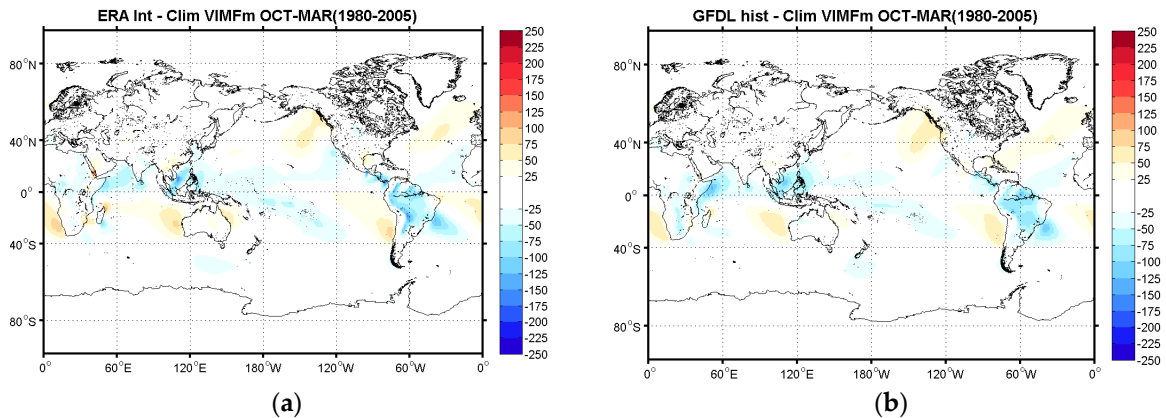 ERA Int - Clim VIMFm OCT-MAR(1980-2005)
80°N
40°N
0°
40°S
80°S
0°
60°E
120°E
180°W
120°W
60°W
0°
250
225
200
175
150
125
100
75
50
25
-25
-50
-75
-100
-125
-150
-175
-200
-225
-250
(a)
GFDL hist - Clim VIMFm OCT-MAR(1980-2005)
80°N
40°N
0°
40°S
80°S
0°
60°E
120°E
180°W
120°W
60°W
0°
250
225
200
175
150
125
100
75
50
25
-25
-50
-75
-100
-125
-150
-175
-200
-225
-250
(b)